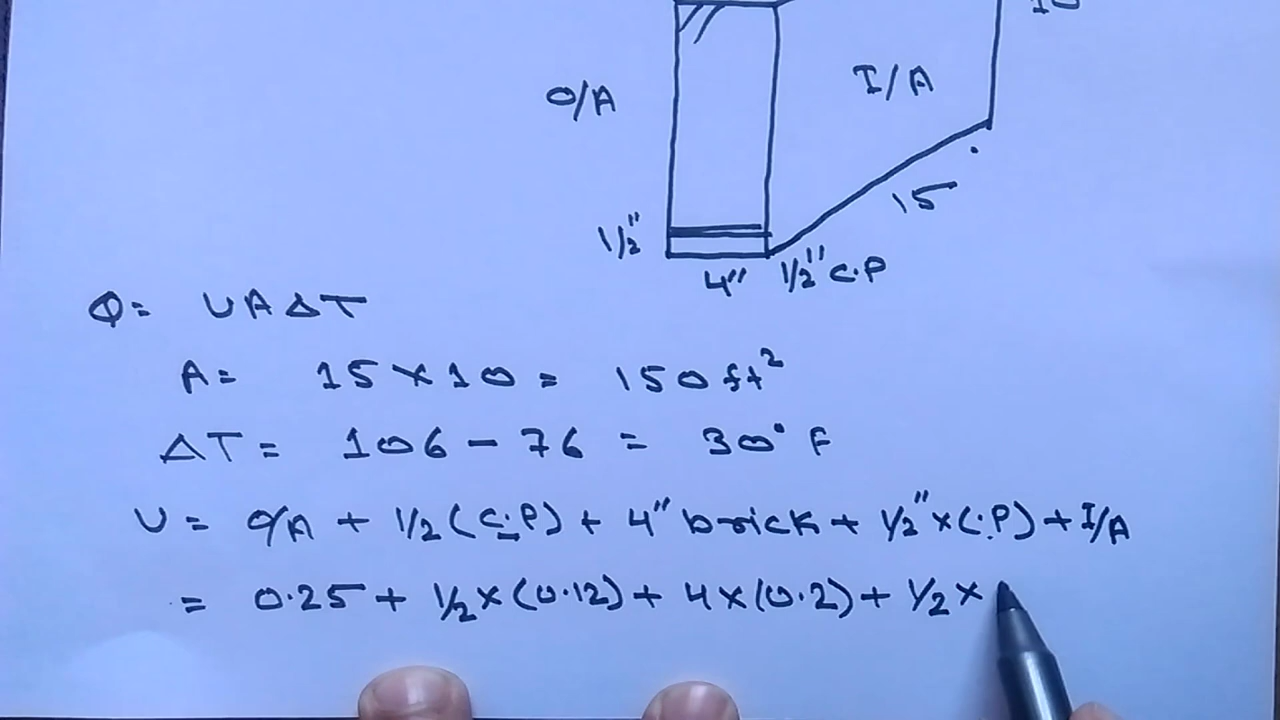 10
O/A
I/A
15
1/2"
4" 1/2" C.P
Q= UAΔT
A= 15×10 = 150 ft²
ΔT= 106 - 76 = 30° F
U= O/A + 1/2 (C.P) + 4" brick + 1/2" × (C.P) + I/A
= 0.25 + 1/2 × (0.12) + 4 × (0.2) + 1/2 ×